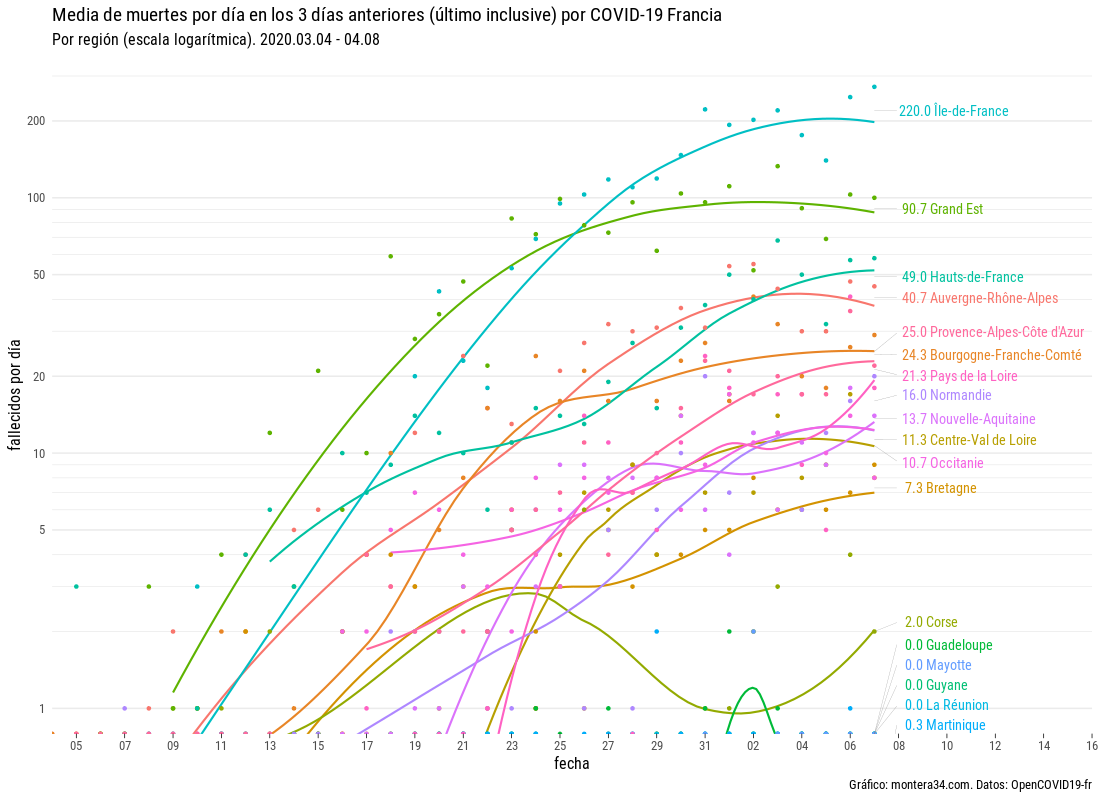 Media de muertes por día en los 3 días anteriores (último inclusive) por COVID-19 Francia
Por región (escala logarítmica). 2020.03.04 - 04.08
fallecidos por día
200
100
50
20
10
5
1
220.0 Île-de-France
90.7 Grand Est
49.0 Hauts-de-France
40.7 Auvergne-Rhône-Alpes
25.0 Provence-Alpes-Côte d'Azur
24.3 Bourgogne-Franche-Comté
21.3 Pays de la Loire
16.0 Normandie
13.7 Nouvelle-Aquitaine
11.3 Centre-Val de Loire
10.7 Occitanie
7.3 Bretagne
2.0 Corse
0.0 Guadeloupe
0.0 Mayotte
0.0 Guyane
0.0 La Réunion
0.3 Martinique
05 07 09 11 13 15 17 19 21 23 25 27 29 31 02 04 06 08 10 12 14 16
fecha
Gráfico: montera34.com. Datos: OpenCOVID19-fr